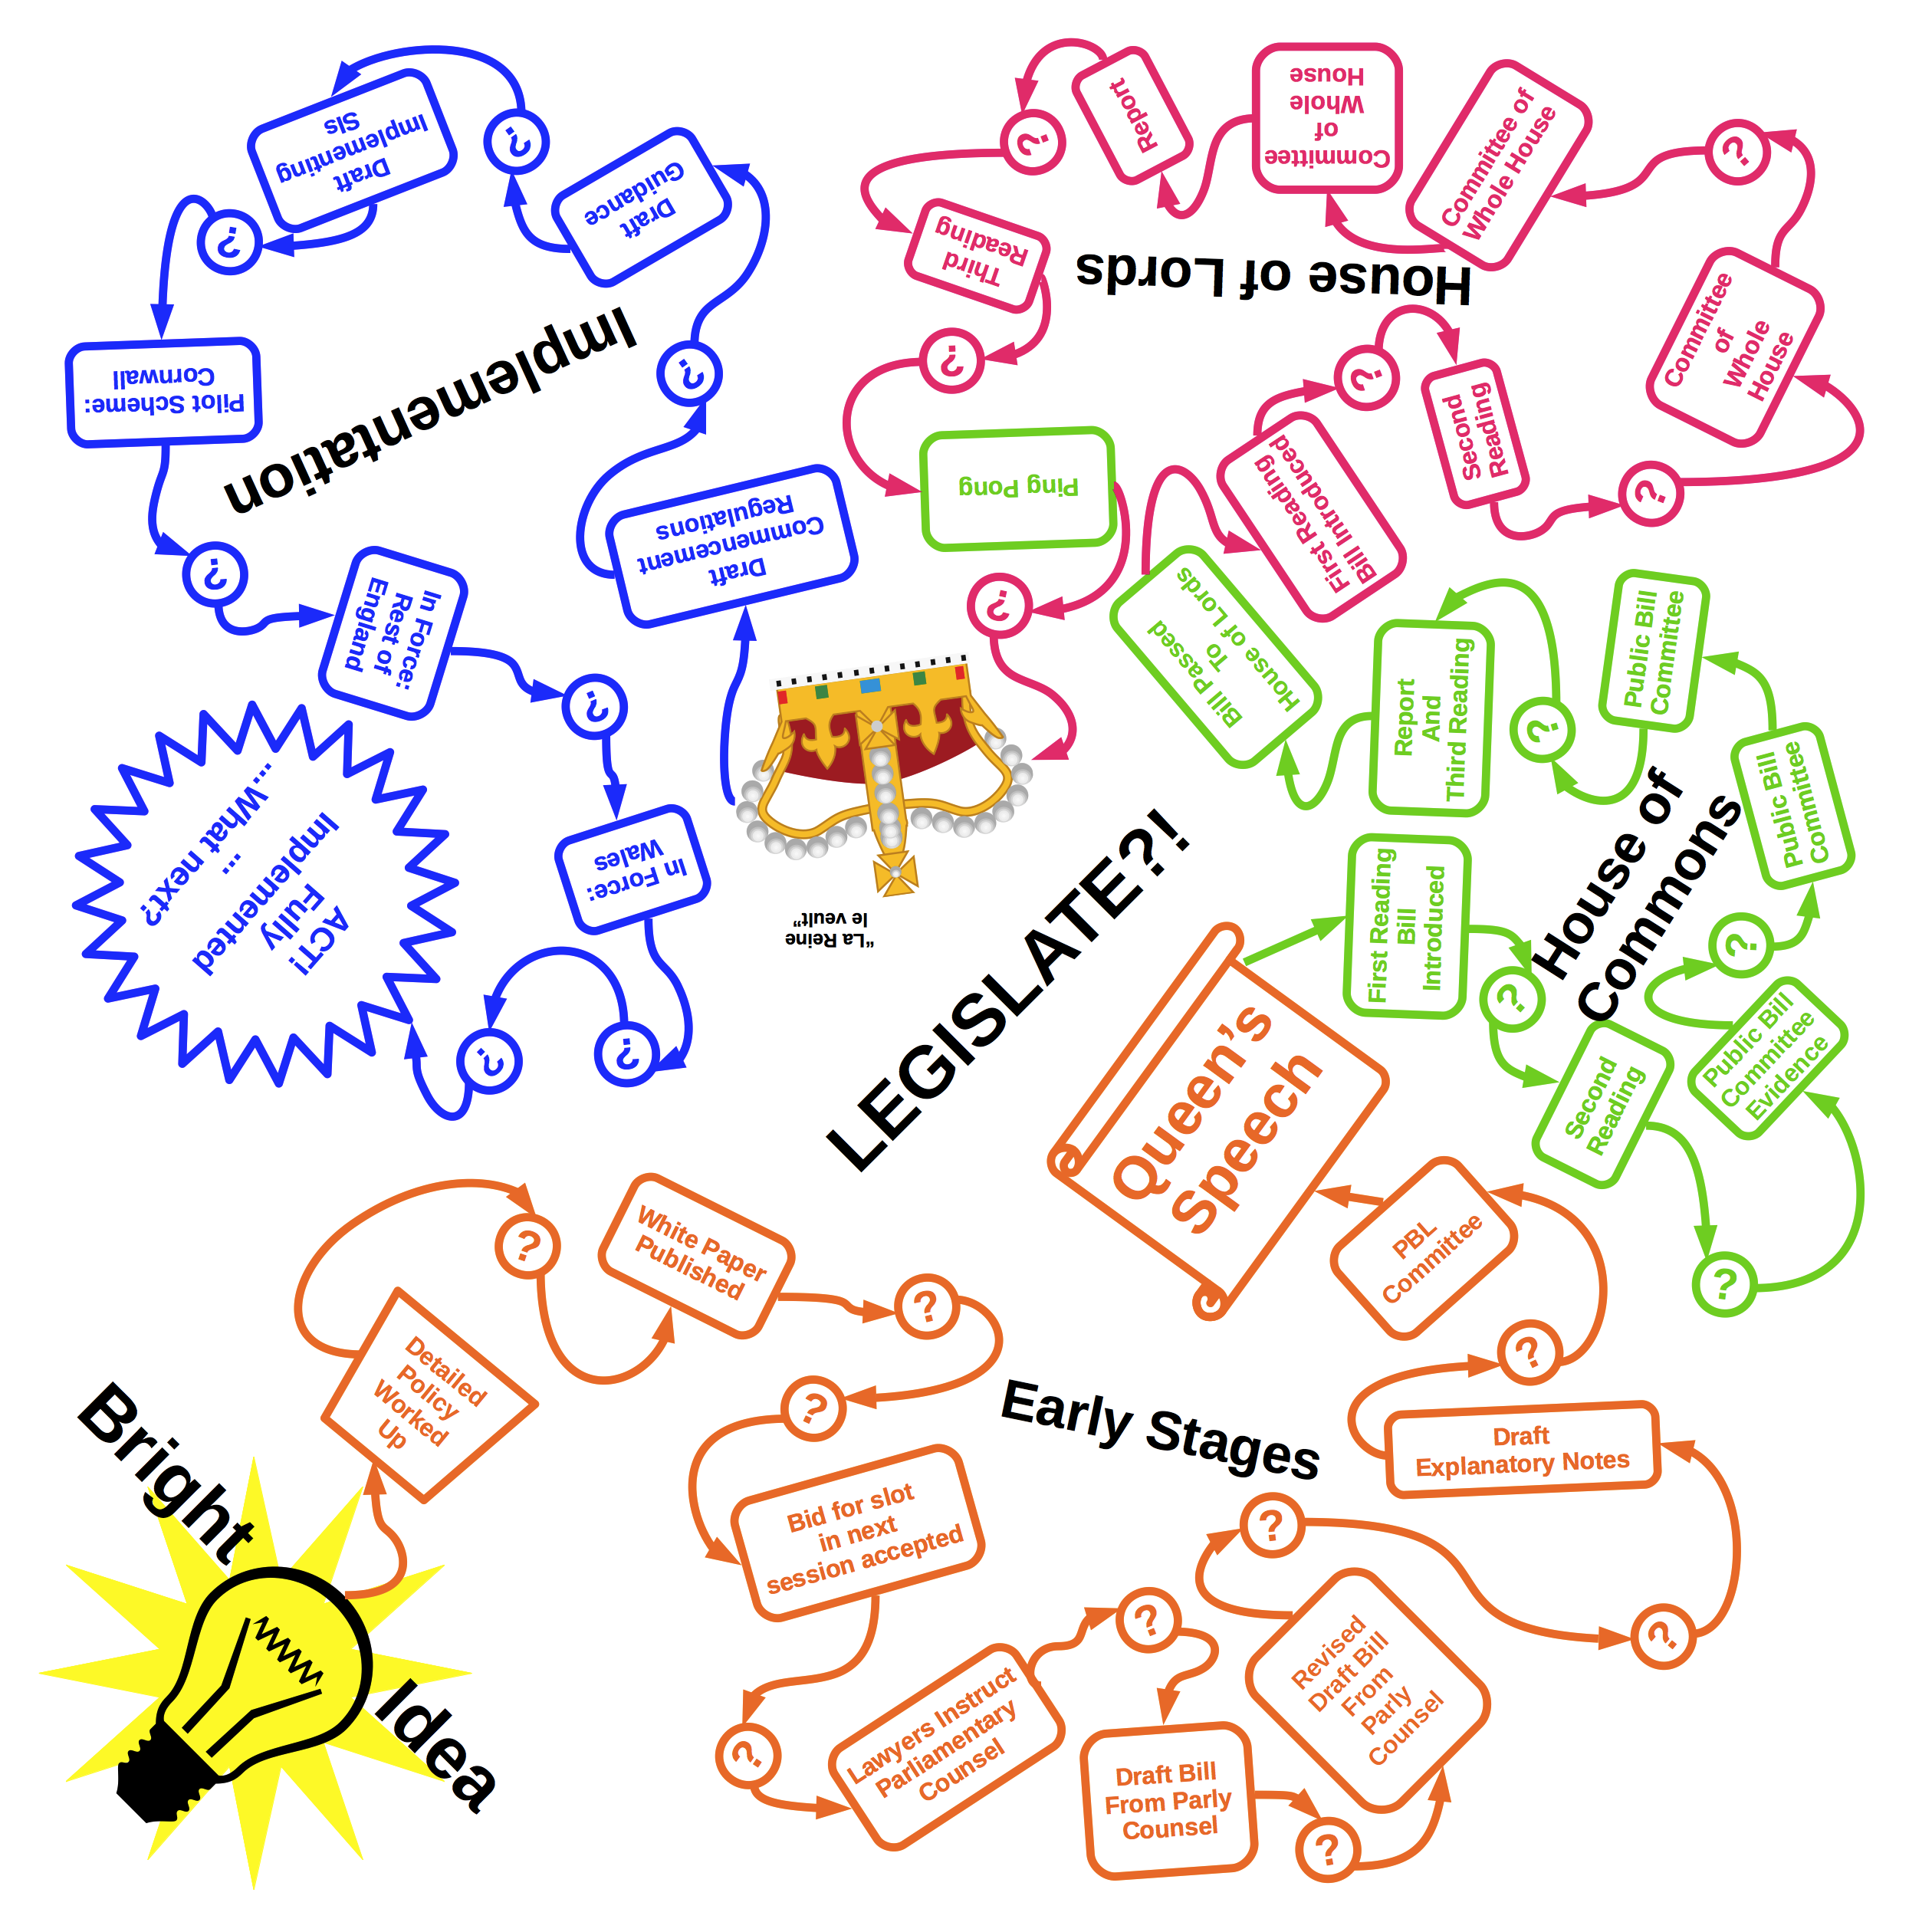 Bright
Idea
Detailed
Policy
Worked
Up
?
White Paper
Published
?
?
Bid for slot
in next
session accepted
?
Lawyers Instruct
Parliamentary
Counsel
?
Draft Bill
From Parly
Counsel
?
Revised
Draft Bill
From
Parly
Counsel
?
?
Draft
Explanatory Notes
?
PBL
Committee
Early Stages
Queen’s
Speech
LEGISLATE?!
First Reading
Bill
Introduced
?
Second
Reading
?
Public Bill
Committee
Evidence
?
Public Bill
Committee
Public Bill
Committee
?
Report
And
Third Reading
Bill Passed
To
House of Lords
House of
Commons
First Reading
Bill Introduced
?
Second
Reading
?
Committee
of
Whole
House
?
Committee of
Whole House
Committee
of
Whole
House
Report
?
Third
Reading
?
House of Lords
Ping Pong
?
“La Reine
le veult”
Draft
Commencement
Regulations
?
Draft
Guidance
?
Draft
Implementing
SIs
?
Pilot Scheme:
Cornwall
?
In Force:
Rest of
England
?
In Force:
Wales
?
?
Implementation
ACT!
Fully
Implemented
...
...What next?